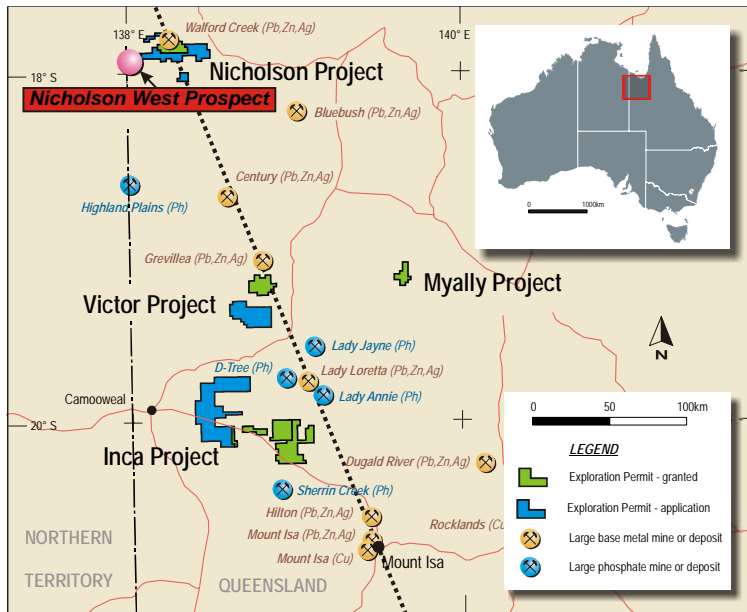 138° E
Walford Creek (Pb,Zn,Ag)
140° E
18° S
Nicholson Project
Nicholson West Prospect
Bluebush (Pb,Zn,Ag)
Century (Pb,Zn,Ag)
Highland Plains (Ph)
0
1000km
Grevillea (Pb,Zn,Ag)
Myally Project
Victor Project
Lady Jayne (Ph)
N
D-Tree (Ph)
Lady Loretta (Pb,Zn,Ag)
Camooweal
Lady Annie (Ph)
0
50
100km
20° S
Inca Project
LEGEND
Dugald River (Pb,Zn,Ag)
Exploration Permit - granted
Sherrin Creek (Ph)
Exploration Permit - application
Hilton (Pb,Zn,Ag)
Rocklands (Cu
NORTHERN
TERRITORY
Mount Isa (Pb,Zn,Ag)
Large base metal mine or deposit
Mount Isa (Cu)
Mount Isa
Large phosphate mine or deposit
QUEENSLAND